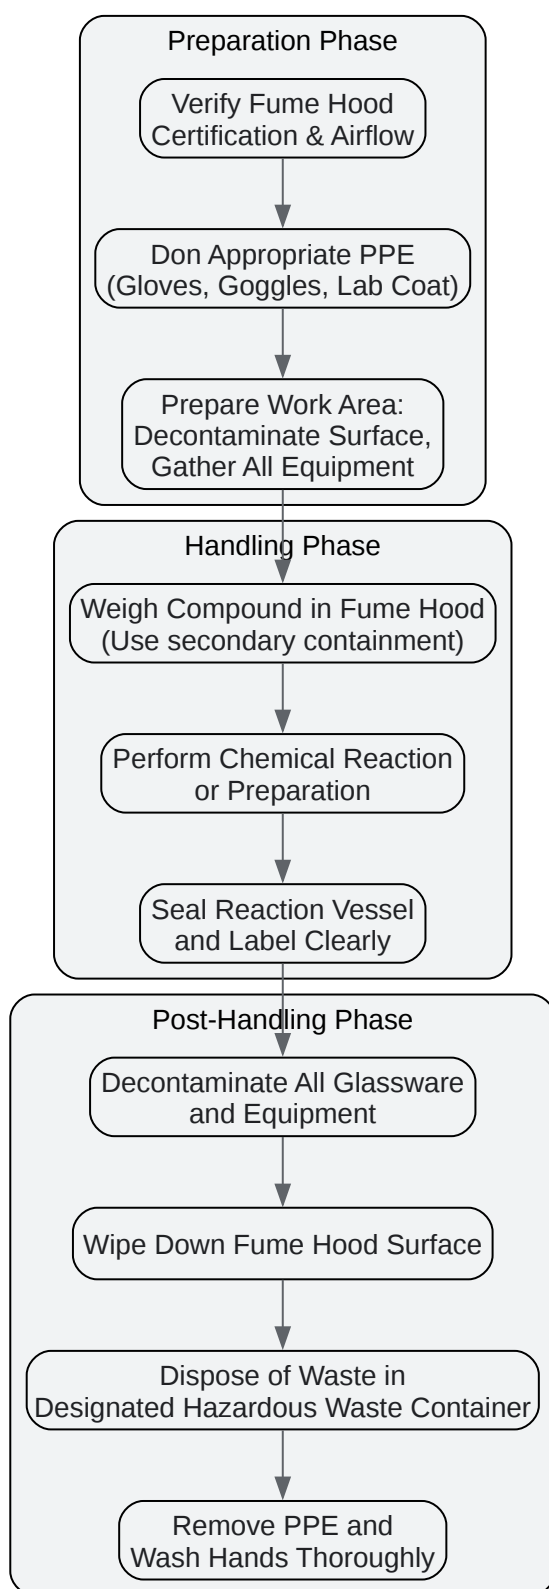 Preparation Phase
Verify Fume Hood
Certification & Airflow
Don Appropriate PPE
(Gloves, Goggles, Lab Coat)
Prepare Work Area:
Decontaminate Surface,
Gather All Equipment
Handling Phase
Weigh Compound in Fume Hood
(Use secondary containment)
Perform Chemical Reaction
or Preparation
Seal Reaction Vessel
and Label Clearly
Post-Handling Phase
Decontaminate All Glassware
and Equipment
Wipe Down Fume Hood Surface
Dispose of Waste in
Designated Hazardous Waste Container
Remove PPE and
Wash Hands Thoroughly